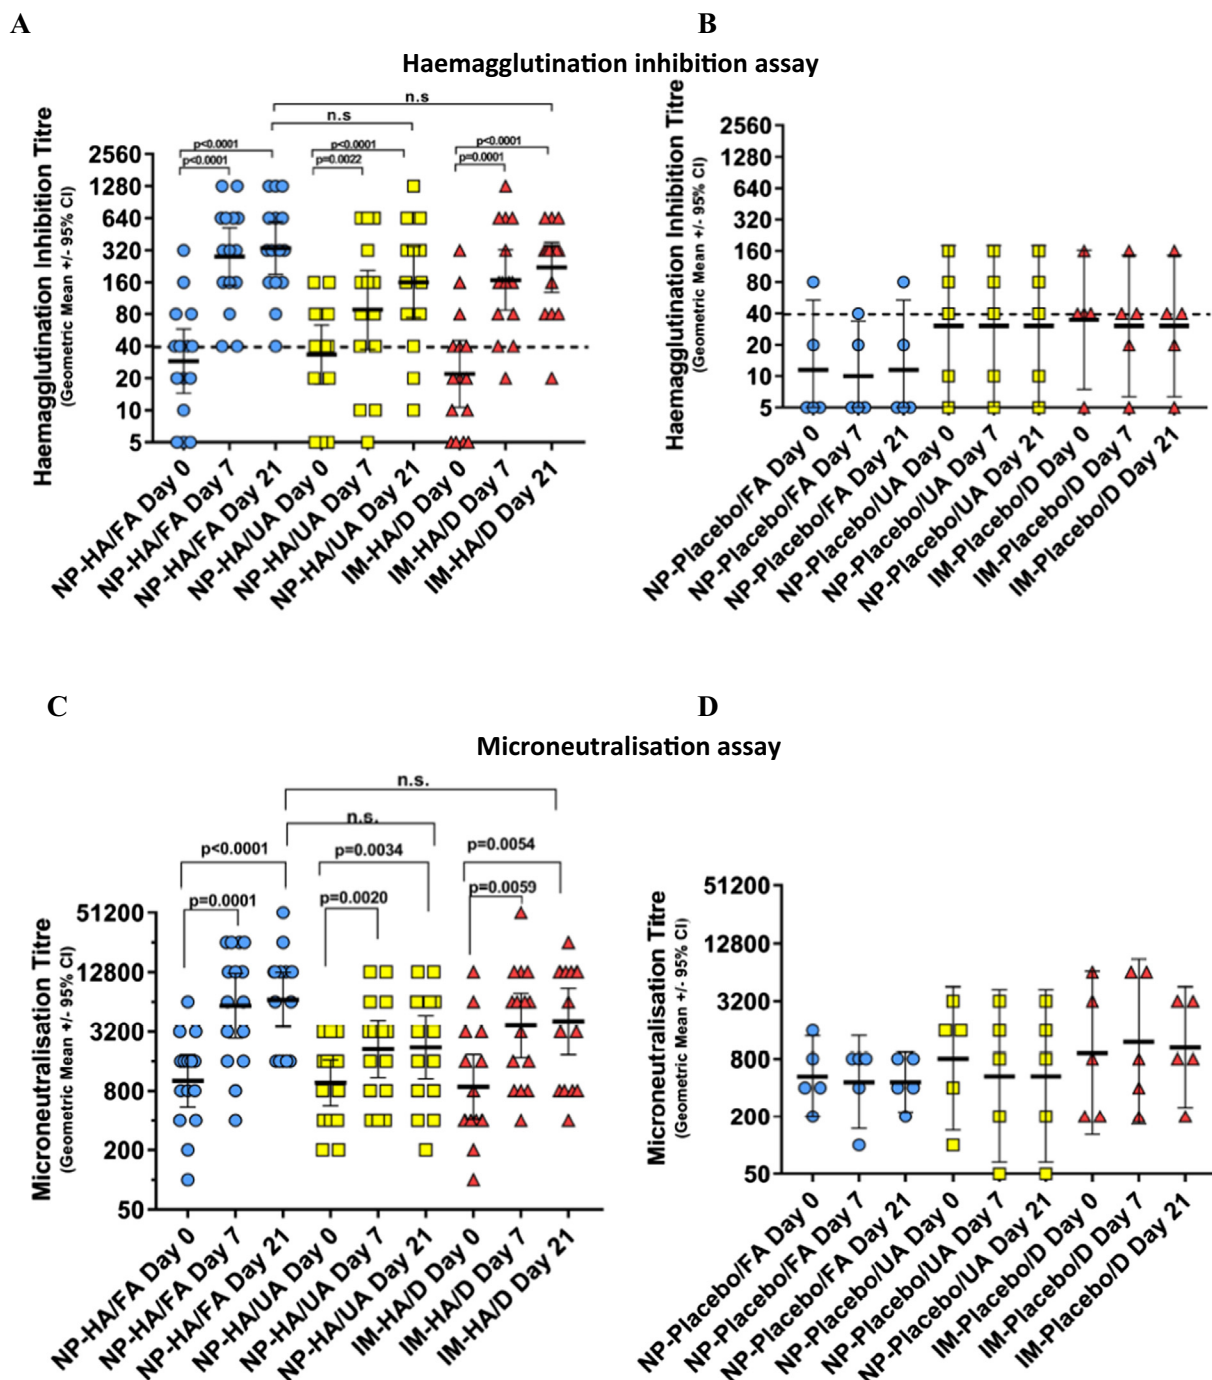 A
B
Haemagglutination inhibition assay
n.s
n.s
p<0.0001
p<0.0001
p<0.0001
p=0.0022
p<0.0001
p=0.0001
Haemagglutination Inhibition Titre
(Geometric Mean +/- 95% CI)
2560
1280
640
320
160
80
40
20
10
5
NP-HA/FA Day 0
NP-HA/FA Day 7
NP-HA/FA Day 21
NP-HA/UA Day 0
NP-HA/UA Day 7
NP-HA/UA Day 21
IM-HA/D Day 0
IM-HA/D Day 7
IM-HA/D Day 21
Haemagglutination Inhibition Titre
(Geometric Mean +/- 95% CI)
2560
1280
640
320
160
80
40
20
10
5
NP-Placebo/FA Day 0
NP-Placebo/FA Day 7
NP-Placebo/FA Day 21
NP-Placebo/UA Day 0
NP-Placebo/UA Day 7
NP-Placebo/UA Day 21
IM-Placebo/D Day 0
IM-Placebo/D Day 7
IM-Placebo/D Day 21
C
D
Microneutralisation assay
n.s.
n.s.
p<0.0001
p=0.0001
p=0.0034
p=0.0020
p=0.0054
p=0.0059
Microneutralisation Titre
(Geometric Mean +/- 95% CI)
51200
12800
3200
800
200
50
NP-HA/FA Day 0
NP-HA/FA Day 7
NP-HA/FA Day 21
NP-HA/UA Day 0
NP-HA/UA Day 7
NP-HA/UA Day 21
IM-HA/D Day 0
IM-HA/D Day 7
IM-HA/D Day 21
Microneutralisation Titre
(Geometric Mean +/- 95% CI)
51200
12800
3200
800
200
50
NP-Placebo/FA Day 0
NP-Placebo/FA Day 7
NP-Placebo/FA Day 21
NP-Placebo/UA Day 0
NP-Placebo/UA Day 7
NP-Placebo/UA Day 21
IM-Placebo/D Day 0
IM-Placebo/D Day 7
IM-Placebo/D Day 21